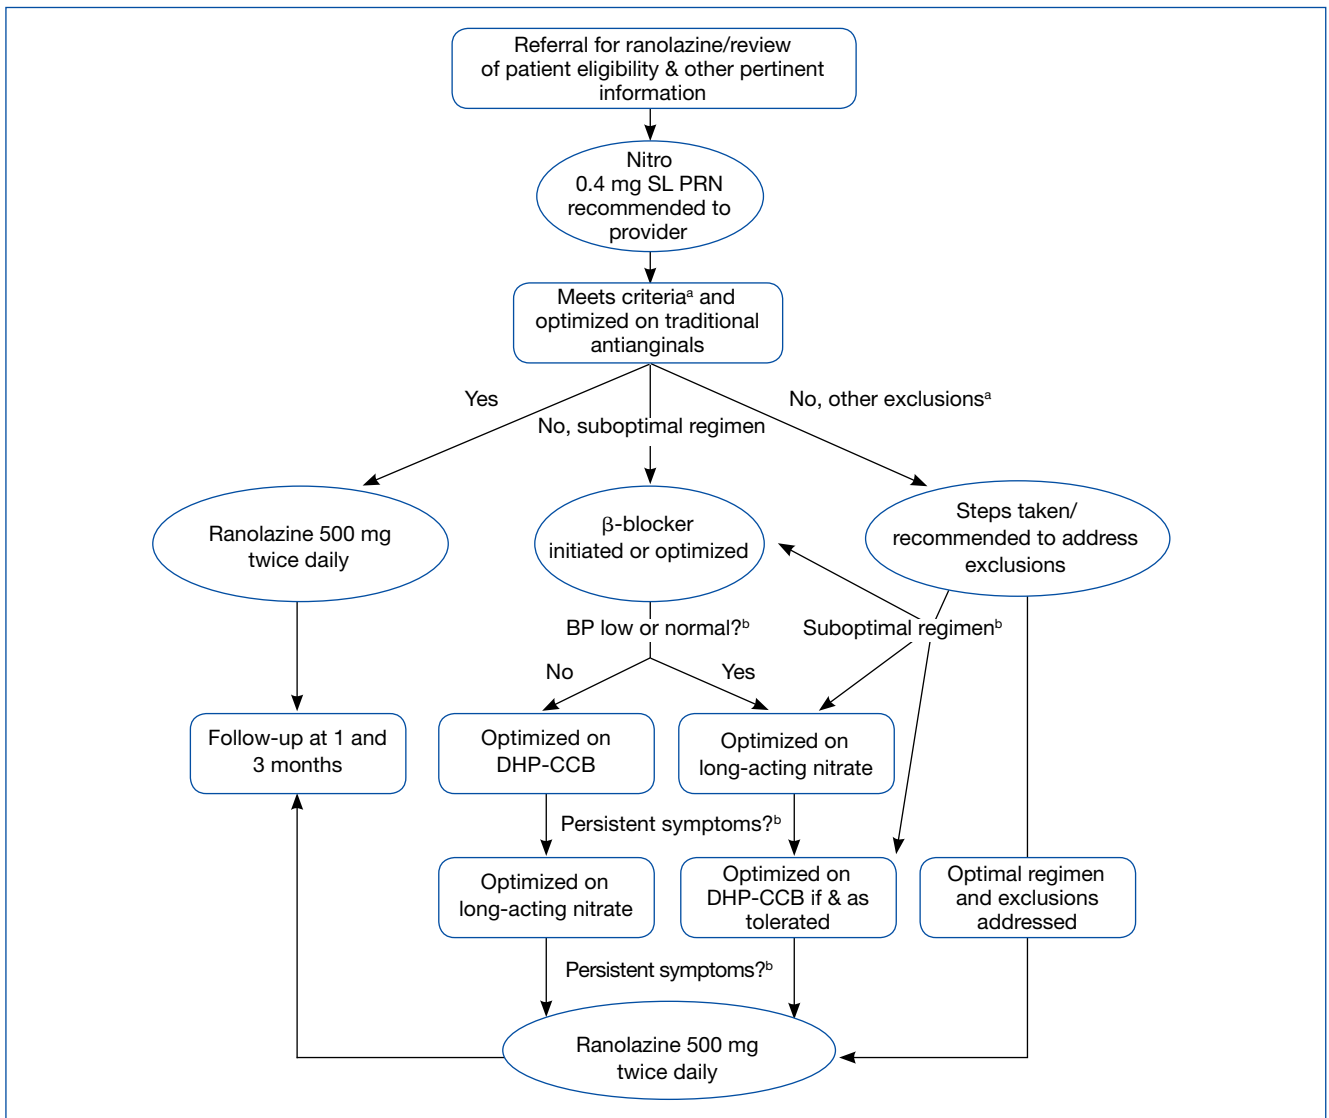 Referral for ranolazine/review
of patient eligibility & other pertinent
information
Nitro
0.4 mg SL PRN
recommended to
provider
Meets criteriaᵃ and
optimized on traditional
antianginals
Yes
No, suboptimal regimen
No, other exclusionsᵃ
Ranolazine 500 mg
twice daily
β-blocker
initiated or optimized
Steps taken/
recommended to address
exclusions
BP low or normal?ᵇ
Suboptimal regimenᵇ
No
Yes
Follow-up at 1 and
3 months
Optimized on
DHP-CCB
Optimized on
long-acting nitrate
Persistent symptoms?ᵇ
Optimized on
long-acting nitrate
Optimized on
DHP-CCB if & as
tolerated
Optimal regimen
and exclusions
addressed
Persistent symptoms?ᵇ
Ranolazine 500 mg
twice daily